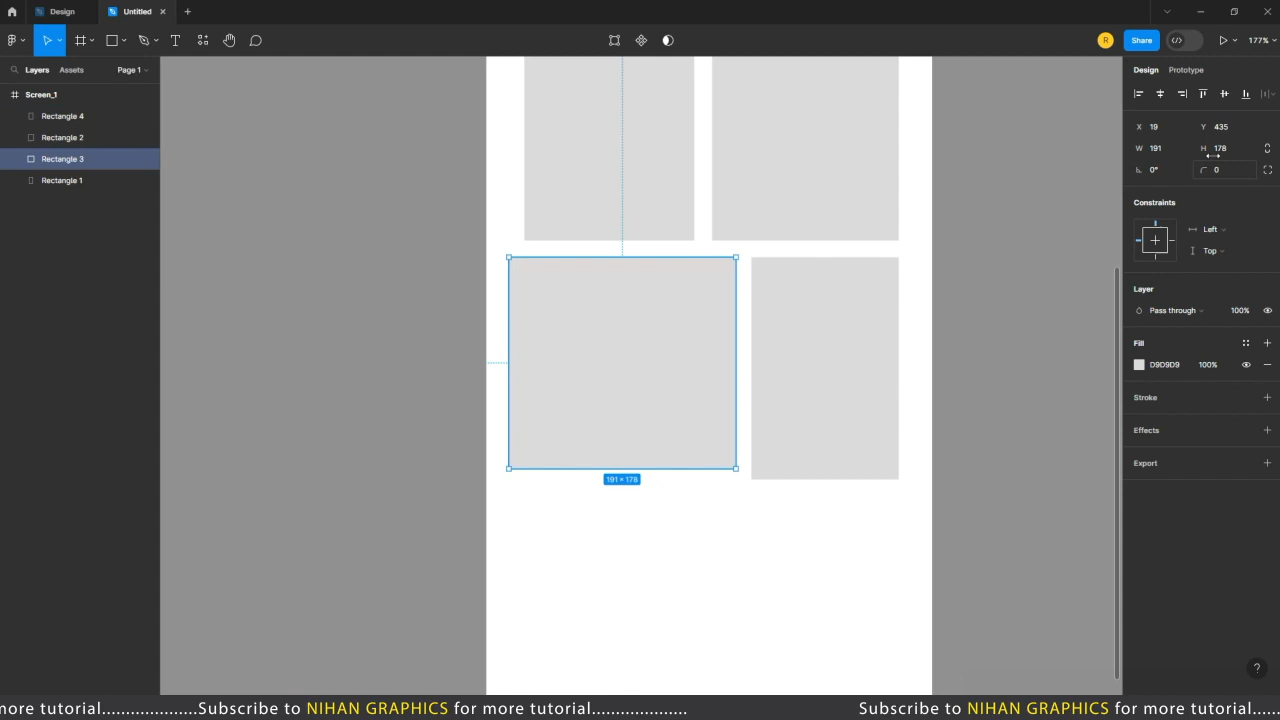 Design
Untitled
R
Share
177%
Layers
Assets
Page 1
Design
Prototype
Screen_1
Rectangle 4
Rectangle 2
Rectangle 3
Rectangle 1
X 19
Y 435
W 191
H 178
0°
0
Constraints
Left
Top
Layer
Pass through
100%
Fill
D9D9D9
100%
Stroke
Effects
Export
191 × 178
?
more tutorial.....................Subscribe to NIHAN GRAPHICS for more tutorial.....................
Subscribe to NIHAN GRAPHICS for more tutorial......